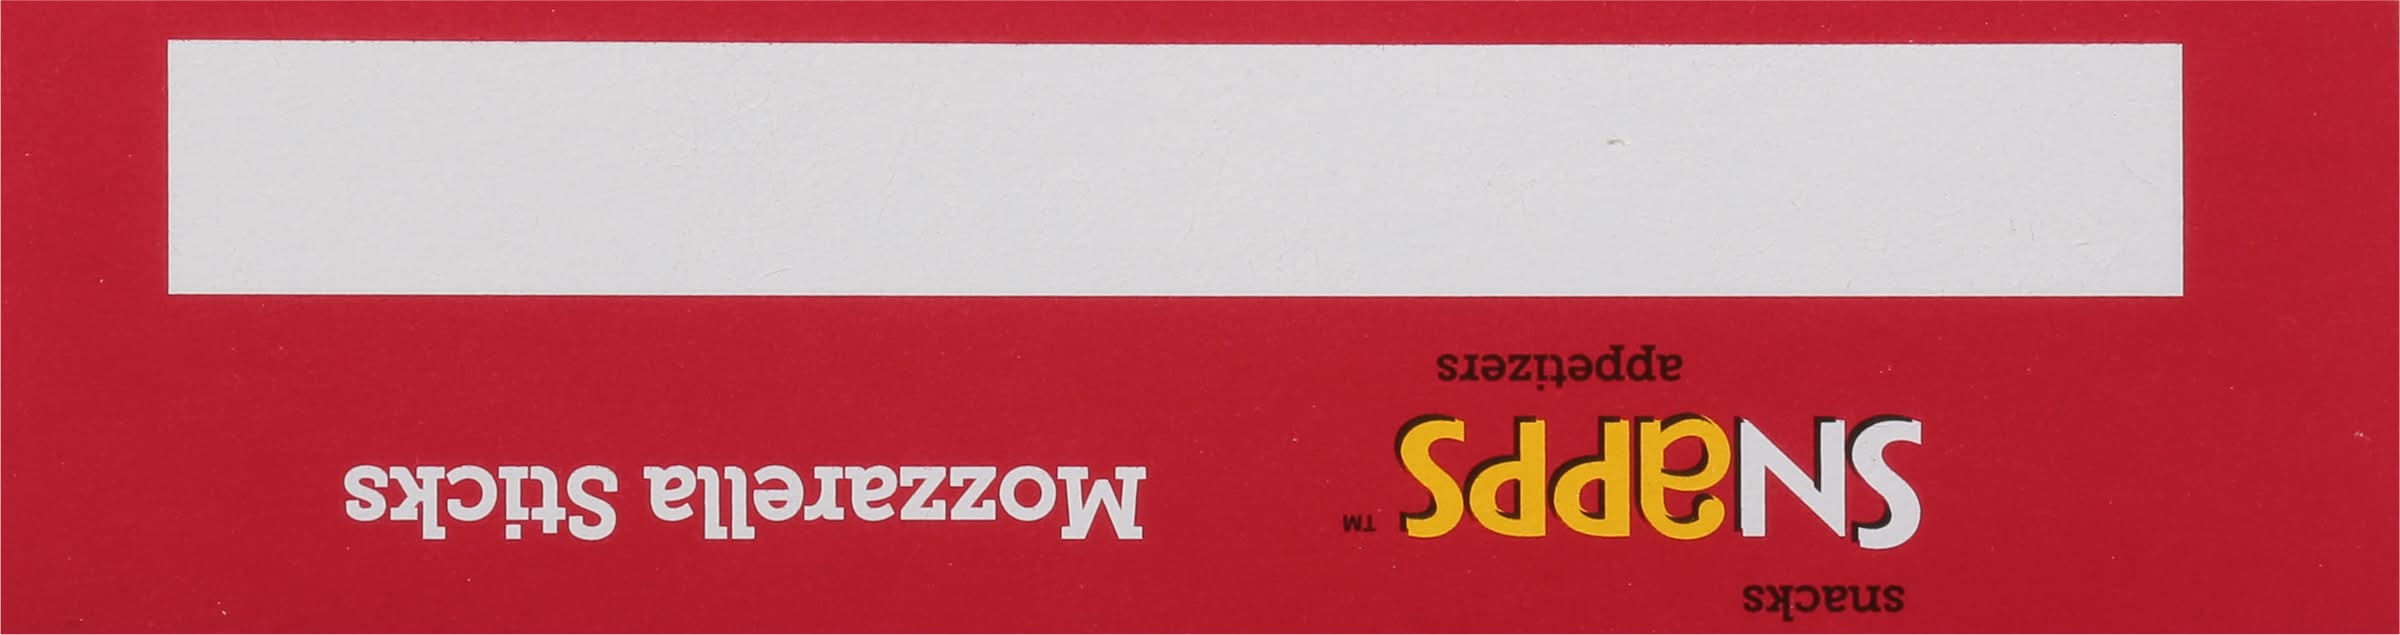 snacks
SNaPPS™
appetizers
Mozzarella Sticks